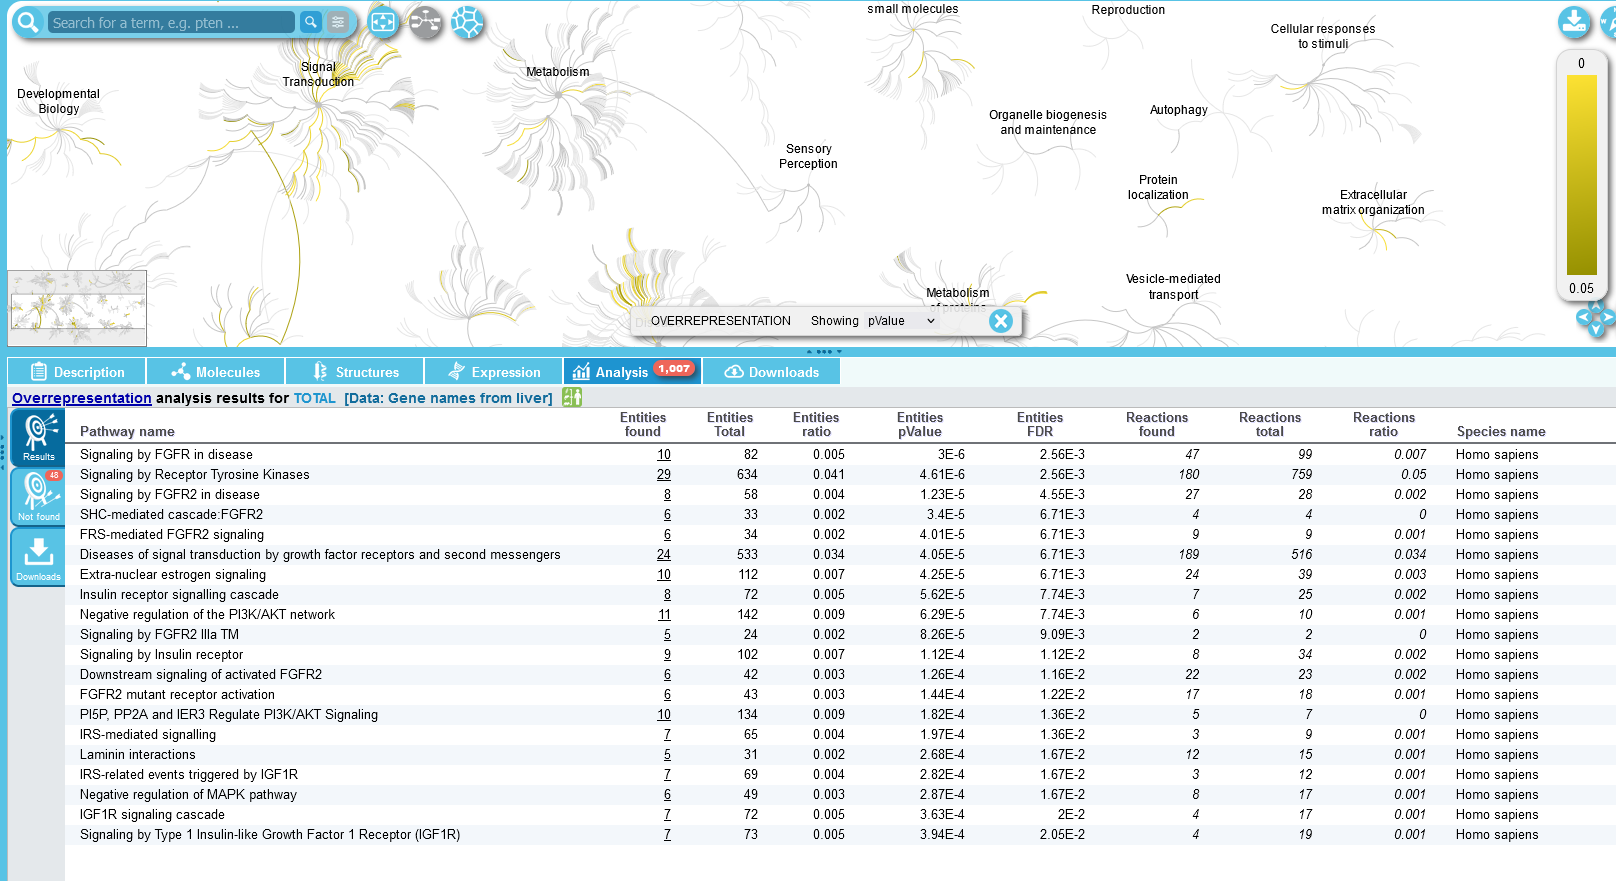 Search for a term, e.g. pten ...
small molecules
Reproduction
Cellular responses
to stimuli
0
Signal
Transduction
Metabolism
Developmental
Biology
Organelle biogenesis
and maintenance
Autophagy
Sensory
Perception
Protein
localization
Extracellular
matrix organization
Vesicle-mediated
transport
0.05
Metabolism
of proteins
OVERREPRESENTATION Showing pValue
Description Molecules Structures Expression Analysis 1,007 Downloads
Overrepresentation analysis results for TOTAL [Data: Gene names from liver]
Results
48
Not found
Downloads
Pathway name Entities found Entities Total Entities ratio Entities pValue Entities FDR Reactions found Reactions total Reactions ratio Species name
Signaling by FGFR in disease 10 82 0.005 3E-6 2.56E-3 47 99 0.007 Homo sapiens
Signaling by Receptor Tyrosine Kinases 29 634 0.041 4.61E-6 2.56E-3 180 759 0.05 Homo sapiens
Signaling by FGFR2 in disease 8 58 0.004 1.23E-5 4.55E-3 27 28 0.002 Homo sapiens
SHC-mediated cascade:FGFR2 6 33 0.002 3.4E-5 6.71E-3 4 4 0 Homo sapiens
FRS-mediated FGFR2 signaling 6 34 0.002 4.01E-5 6.71E-3 9 9 0.001 Homo sapiens
Diseases of signal transduction by growth factor receptors and second messengers 24 533 0.034 4.05E-5 6.71E-3 189 516 0.034 Homo sapiens
Extra-nuclear estrogen signaling 10 112 0.007 4.25E-5 6.71E-3 24 39 0.003 Homo sapiens
Insulin receptor signalling cascade 8 72 0.005 5.62E-5 7.74E-3 7 25 0.002 Homo sapiens
Negative regulation of the PI3K/AKT network 11 142 0.009 6.29E-5 7.74E-3 6 10 0.001 Homo sapiens
Signaling by FGFR2 IIIa TM 5 24 0.002 8.26E-5 9.09E-3 2 2 0 Homo sapiens
Signaling by Insulin receptor 9 102 0.007 1.12E-4 1.12E-2 8 34 0.002 Homo sapiens
Downstream signaling of activated FGFR2 6 42 0.003 1.26E-4 1.16E-2 22 23 0.002 Homo sapiens
FGFR2 mutant receptor activation 6 43 0.003 1.44E-4 1.22E-2 17 18 0.001 Homo sapiens
PI5P, PP2A and IER3 Regulate PI3K/AKT Signaling 10 134 0.009 1.82E-4 1.36E-2 5 7 0 Homo sapiens
IRS-mediated signalling 7 65 0.004 1.97E-4 1.36E-2 3 9 0.001 Homo sapiens
Laminin interactions 5 31 0.002 2.68E-4 1.67E-2 12 15 0.001 Homo sapiens
IRS-related events triggered by IGF1R 7 69 0.004 2.82E-4 1.67E-2 3 12 0.001 Homo sapiens
Negative regulation of MAPK pathway 6 49 0.003 2.87E-4 1.67E-2 8 17 0.001 Homo sapiens
IGF1R signaling cascade 7 72 0.005 3.63E-4 2E-2 4 17 0.001 Homo sapiens
Signaling by Type 1 Insulin-like Growth Factor 1 Receptor (IGF1R) 7 73 0.005 3.94E-4 2.05E-2 4 19 0.001 Homo sapiens